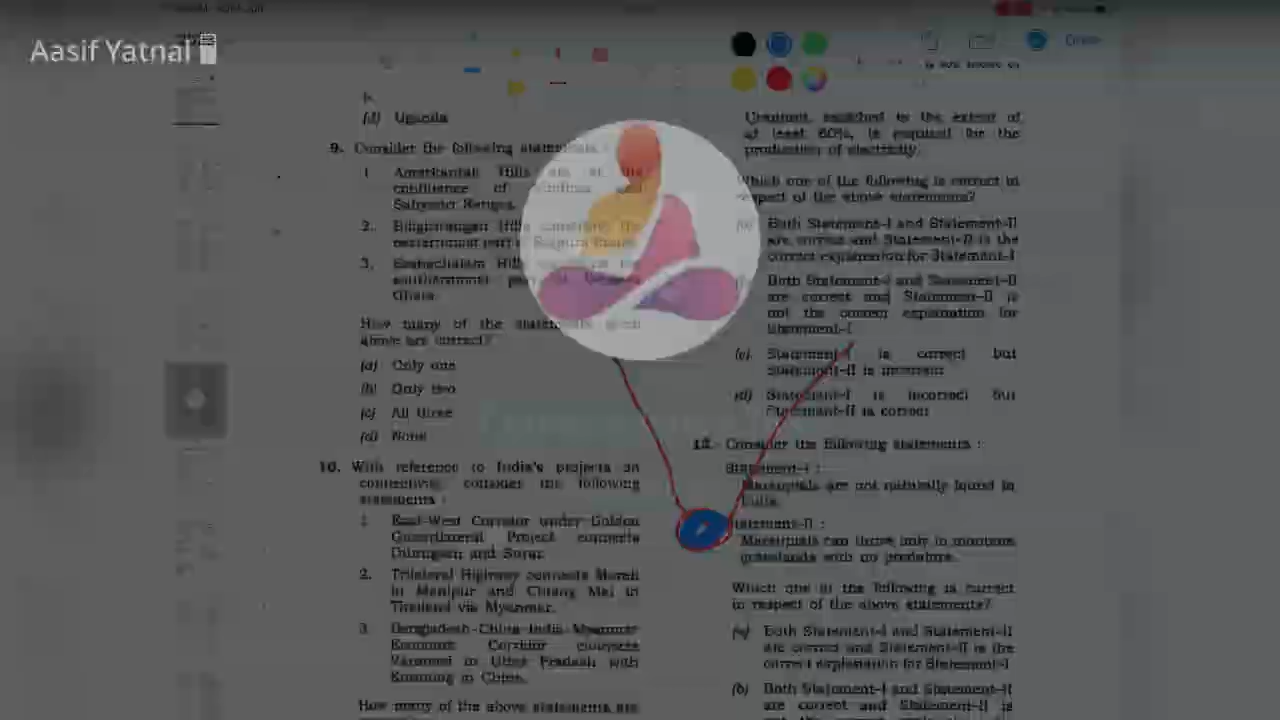 Aasif Yatnal
Done
(d) Uganda
9. Consider the following statements :
1. Amarkantak Hills are at the
confluence of Vindhya and
Sahyadri Ranges.
2. Biligirirangan Hills constitute the
easternmost part of Satpura Range.
3. Seshachalam Hills constitute the
southernmost part of Western
Ghats.
How many of the statements given
above are correct?
(a) Only one
(b) Only two
(c) All three
(d) None
10. With reference to India's projects on
connectivity, consider the following
statements :
1. East-West Corridor under Golden
Quadrilateral Project connects
Dibrugarh and Surat.
2. Trilateral Highway connects Moreh
in Manipur and Chiang Mai in
Thailand via Myanmar.
3. Bangladesh-China-India-Myanmar
Economic Corridor connects
Varanasi in Uttar Pradesh with
Kunming in China.
How many of the above statements are
Uranium, enriched to the extent of
at least 60%, is required for the
production of electricity.
Which one of the following is correct in
respect of the above statements?
Both Statement-I and Statement-II
are correct and Statement-II is the
correct explanation for Statement-I
Both Statement-I and Statement-II
are correct and Statement-II is
not the correct explanation for
Statement-I
(c) Statement-I is correct but
Statement-II is incorrect
(d) Statement-I is incorrect but
Statement-II is correct
12. Consider the following statements :
Statement-I :
Marsupials are not naturally found in
India.
Statement-II :
Marsupials can thrive only in montane
grasslands with no predators.
Which one of the following is correct
in respect of the above statements?
(a) Both Statement-I and Statement-II
are correct and Statement-II is the
correct explanation for Statement-I
(b) Both Statement-I and Statement-II
are correct and Statement-II is